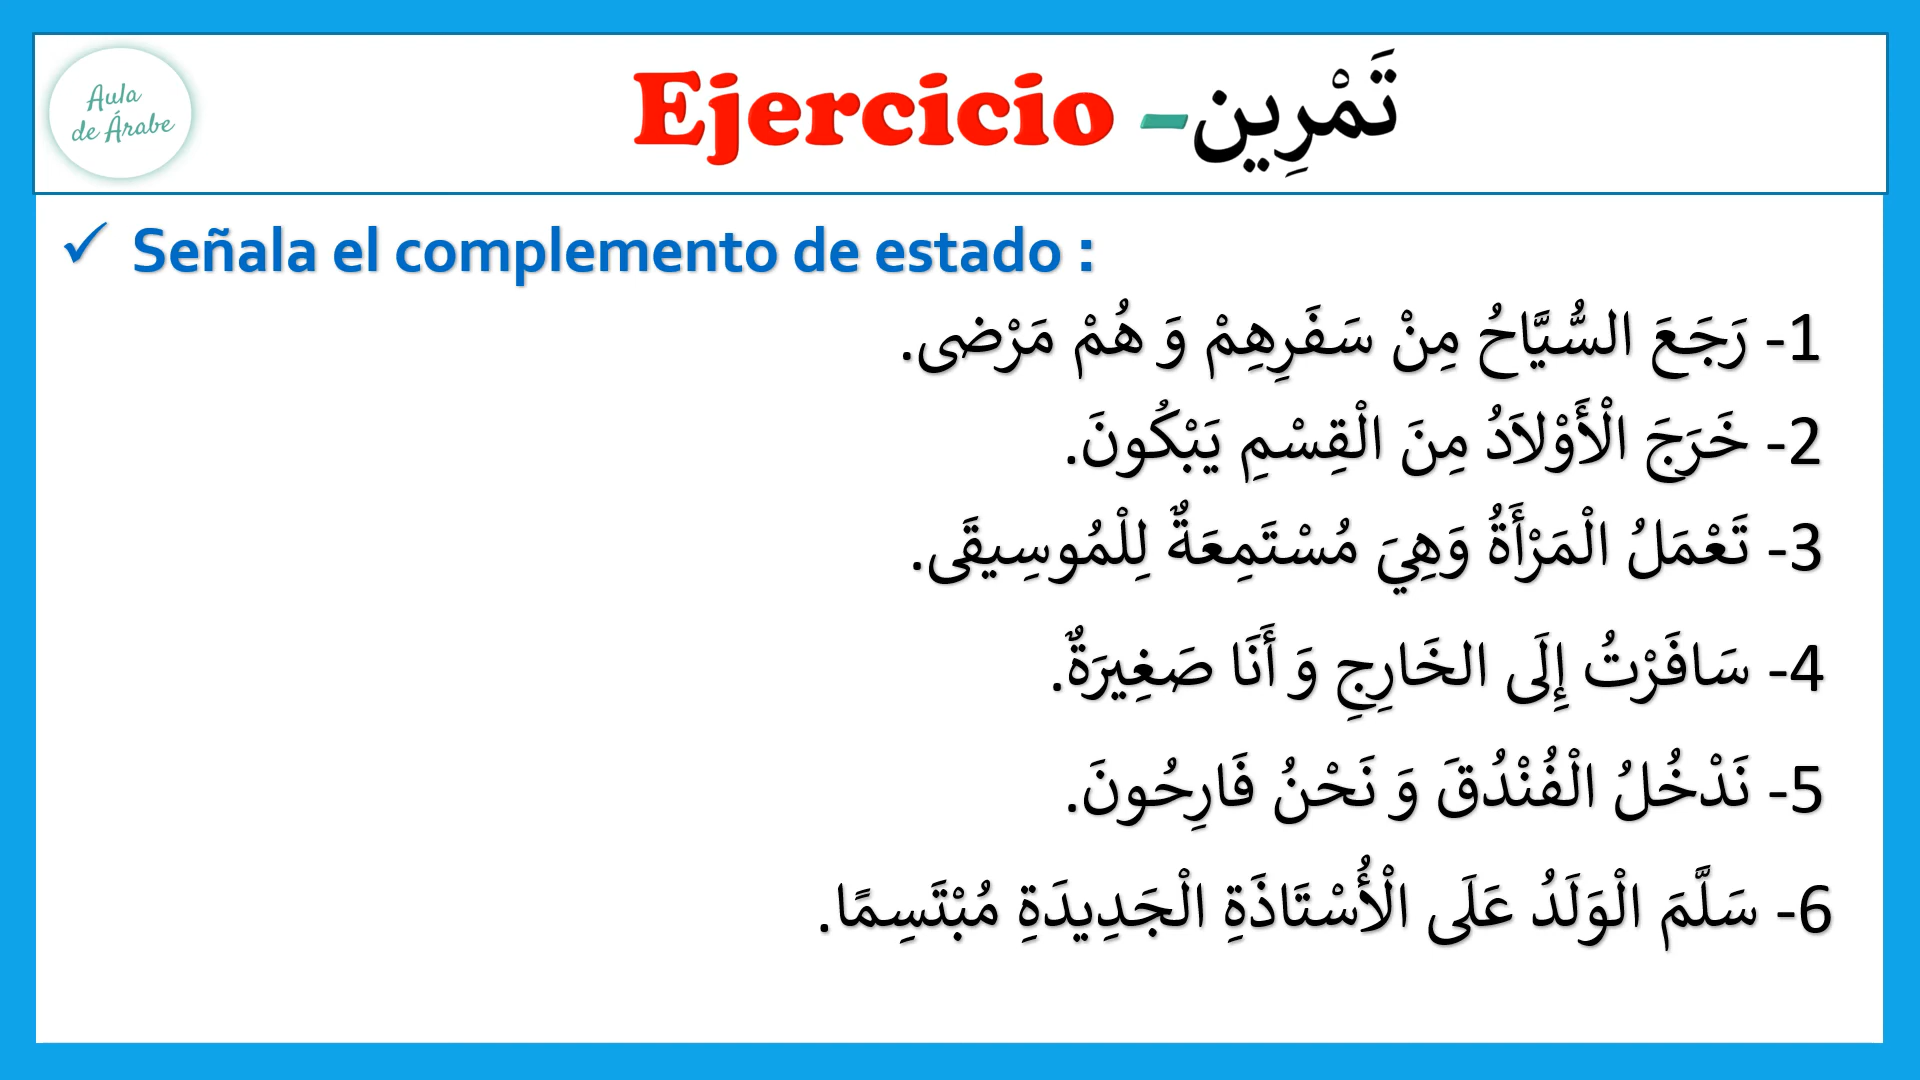 Aula
de Árabe
Ejercicio -تَمْرِين
✓ Señala el complemento de estado :
1- رَجَعَ السُّيَّاحُ مِنْ سَفَرِهِمْ وَ هُمْ مَرْضى.
2- خَرَجَ الْأَوْلاَدُ مِنَ الْقِسْمِ يَبْكُونَ.
3- تَعْمَلُ الْمَرْأَةُ وَهِيَ مُسْتَمِعَةٌ لِلْمُوسِيقَى.
4- سَافَرْتُ إِلَى الخَارِجِ وَ أَنَا صَغِيرَةٌ.
5- نَدْخُلُ الْفُنْدُقَ وَ نَحْنُ فَارِحُونَ.
6- سَلَّمَ الْوَلَدُ عَلَى الْأُسْتَاذَةِ الْجَدِيدَةِ مُبْتَسِمًا.